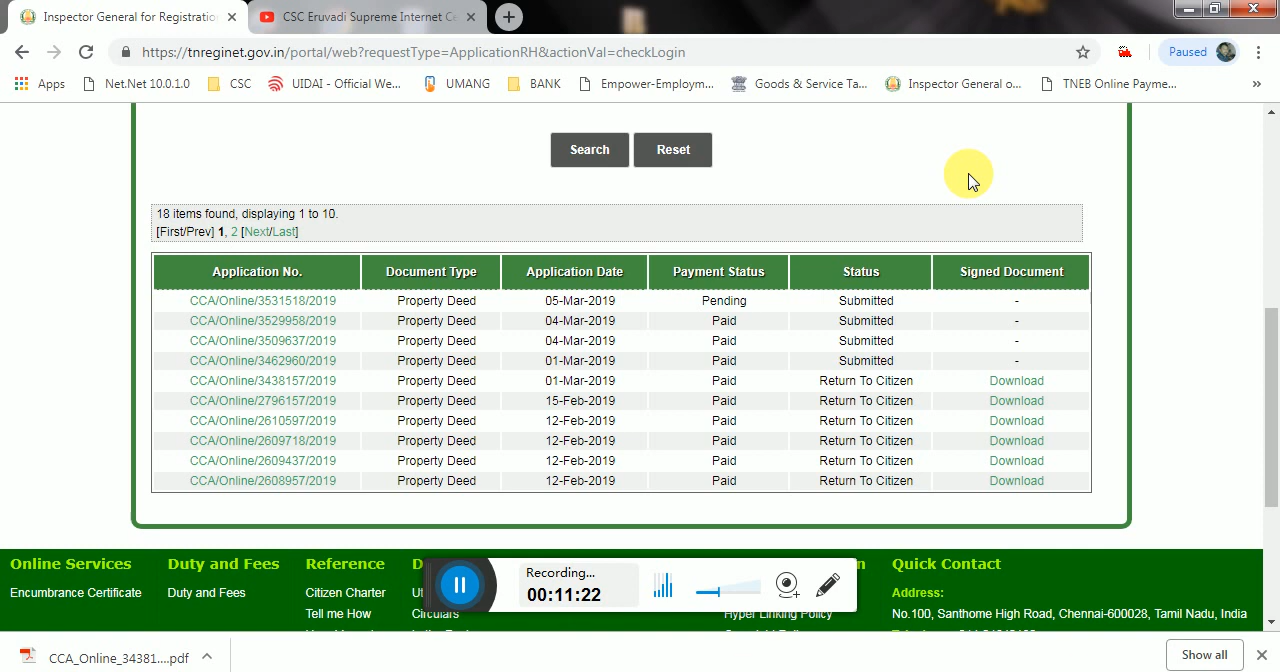 Inspector General for Registratio
CSC Eruvadi Supreme Internet Ce
https://tnreginet.gov.in/portal/web?requestType=ApplicationRH&actionVal=checkLogin
Paused
Apps
Net.Net 10.0.1.0
CSC
UIDAI - Official We...
UMANG
BANK
Empower-Employm...
Goods & Service Ta...
Inspector General o...
TNEB Online Payme...
»
Search
Reset
18 items found, displaying 1 to 10.
[First/Prev] 1, 2 [Next/Last]
Application No. Document Type Application Date Payment Status Status Signed Document
CCA/Online/3531518/2019 Property Deed 05-Mar-2019 Pending Submitted -
CCA/Online/3529958/2019 Property Deed 04-Mar-2019 Paid Submitted -
CCA/Online/3509637/2019 Property Deed 04-Mar-2019 Paid Submitted -
CCA/Online/3462960/2019 Property Deed 01-Mar-2019 Paid Submitted -
CCA/Online/3438157/2019 Property Deed 01-Mar-2019 Paid Return To Citizen Download
CCA/Online/2796157/2019 Property Deed 15-Feb-2019 Paid Return To Citizen Download
CCA/Online/2610597/2019 Property Deed 12-Feb-2019 Paid Return To Citizen Download
CCA/Online/2609718/2019 Property Deed 12-Feb-2019 Paid Return To Citizen Download
CCA/Online/2609437/2019 Property Deed 12-Feb-2019 Paid Return To Citizen Download
CCA/Online/2608957/2019 Property Deed 12-Feb-2019 Paid Return To Citizen Download
Online Services
Encumbrance Certificate
Duty and Fees
Duty and Fees
Reference
Citizen Charter
Tell me How
Circulars
Recording...
00:11:22
Hyper Linking Policy
Quick Contact
Address:
No.100, Santhome High Road, Chennai-600028, Tamil Nadu, India
CCA_Online_34381....pdf
Show all